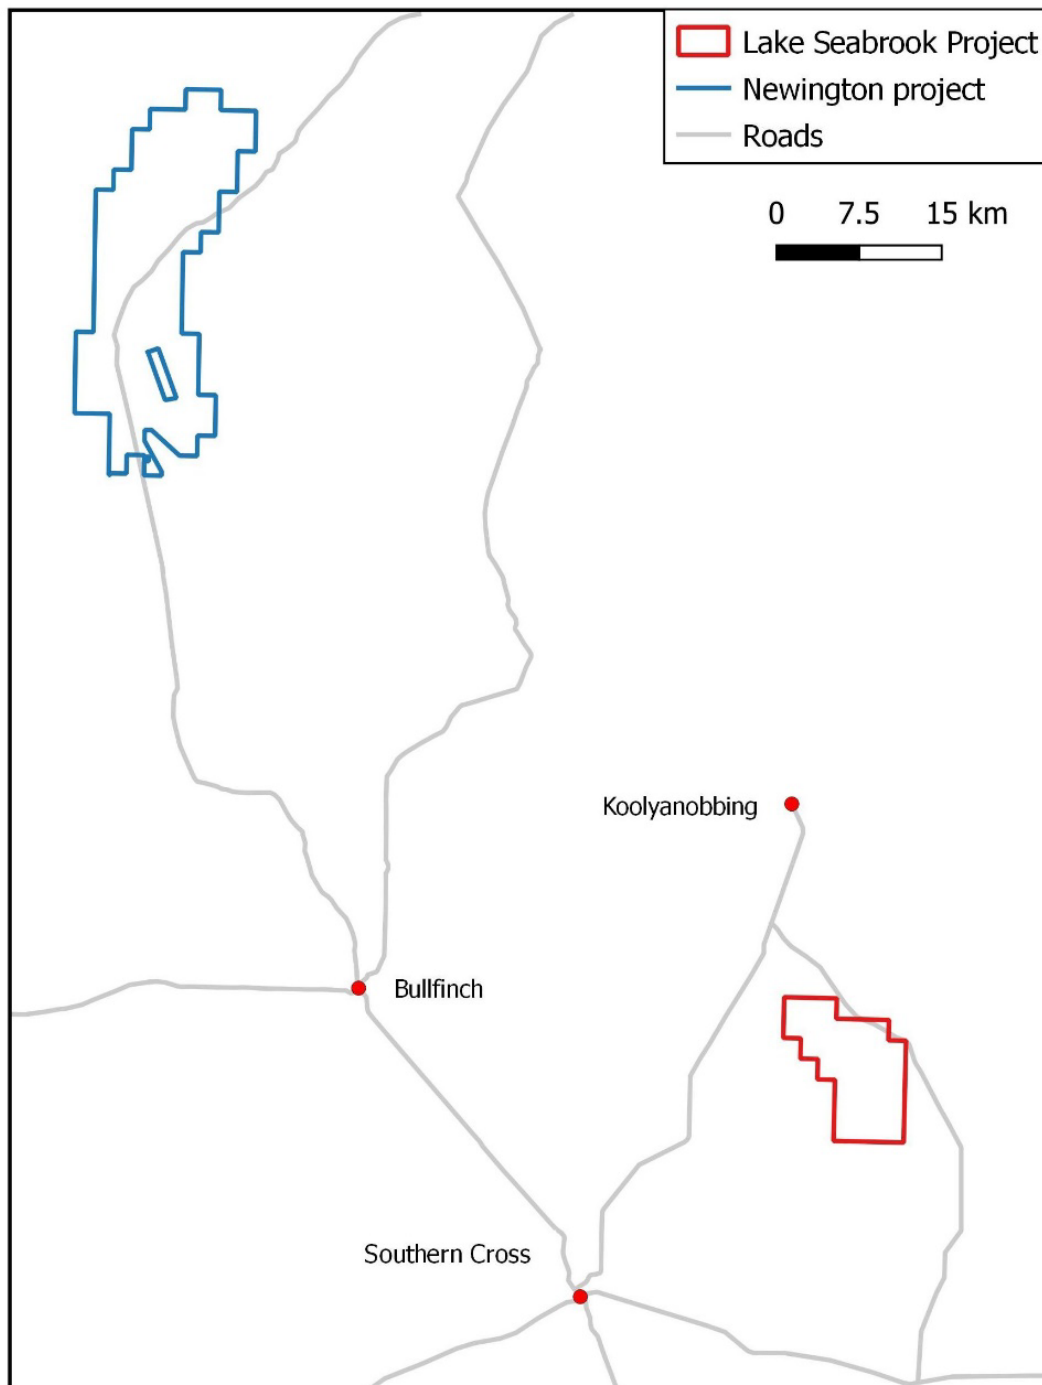 Lake Seabrook Project
Newington project
Roads
0 7.5 15 km
Koolyanobbing
Bullfinch
Southern Cross